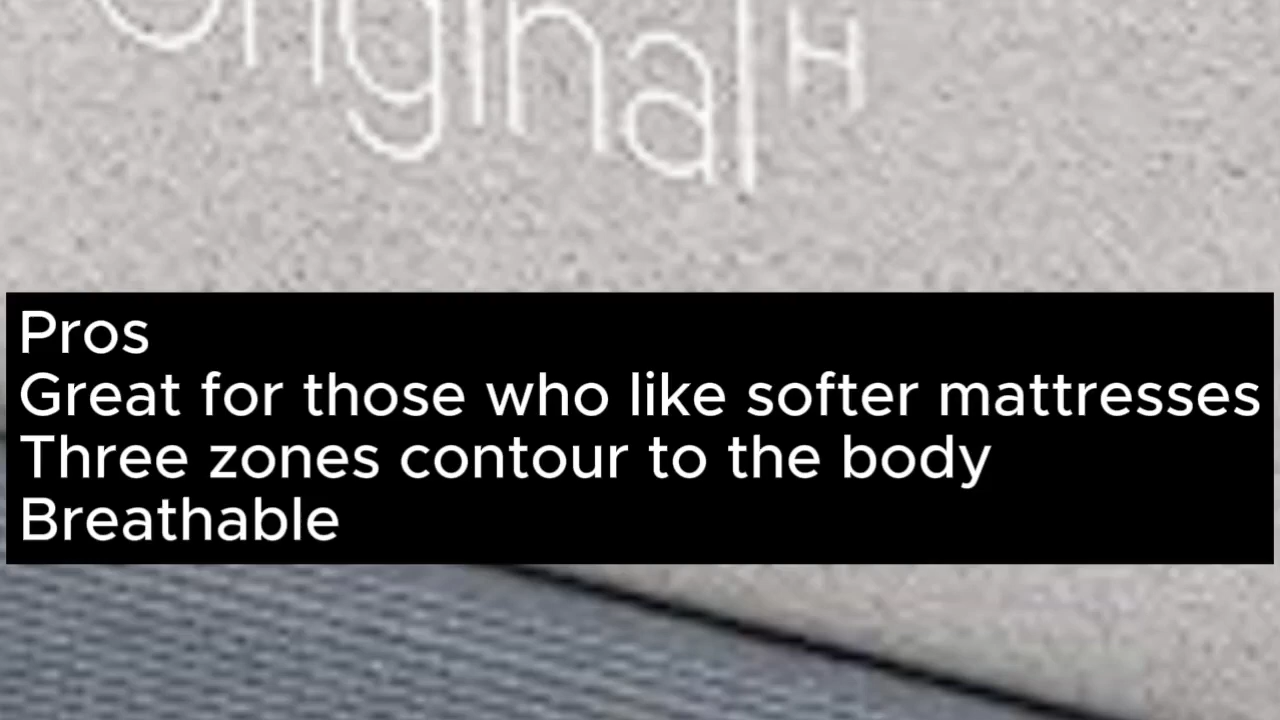 Original H
Pros
Great for those who like softer mattresses
Three zones contour to the body
Breathable